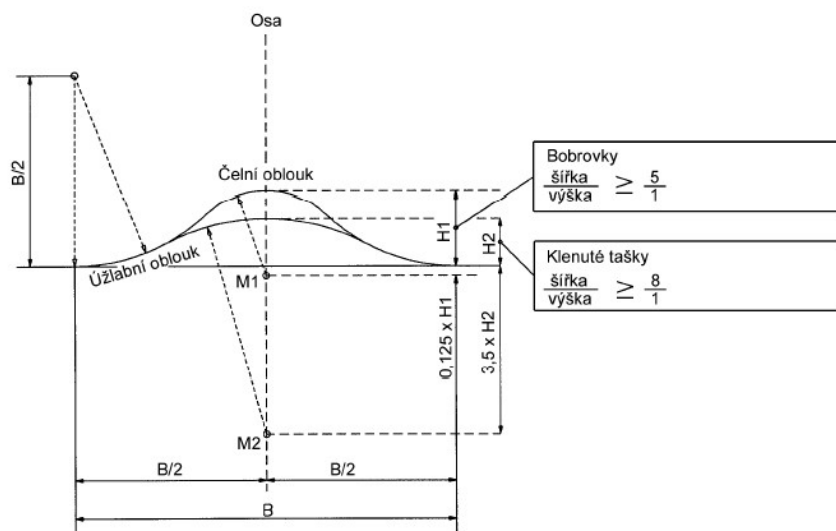 Osa
B/2
Čelní oblouk
Úžlabní oblouk
H1
H2
M1
0,125 x H1
3,5 x H2
M2
B/2
B/2
B
Bobrovky
šířka
výška
≥
5
1
Klenuté tašky
šířka
výška
≥
8
1